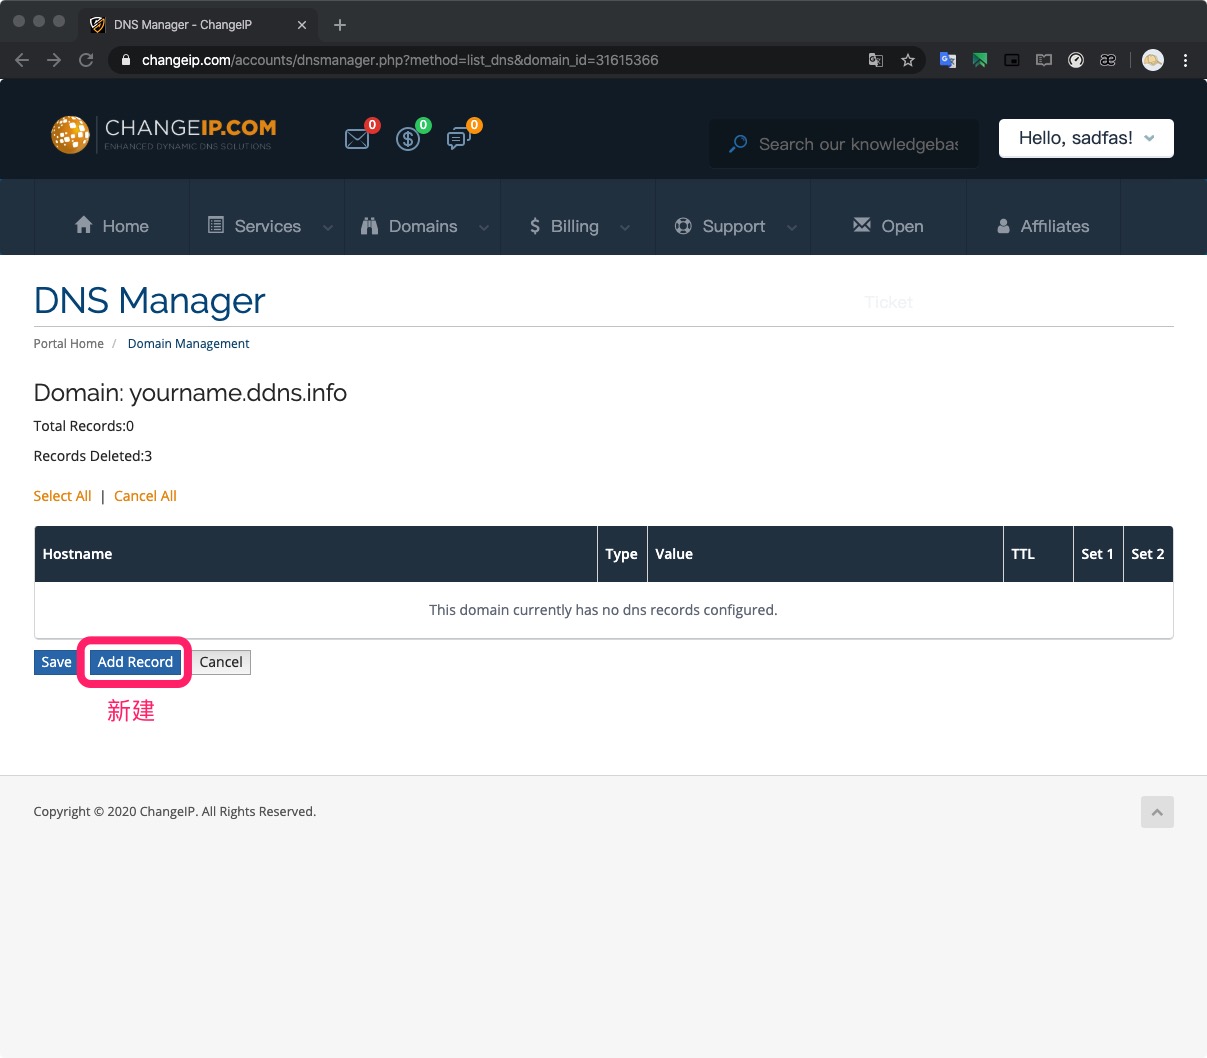 DNS Manager - ChangeIP
changeip.com/accounts/dnsmanager.php?method=list_dns&domain_id=31615366
CHANGEIP.COM
ENHANCED DYNAMIC DNS SOLUTIONS
0
0
0
Search our knowledgebas
Hello, sadfas!
Home
Services
Domains
Billing
Support
Open
Affiliates
Ticket
DNS Manager
Portal Home / Domain Management
Domain: yourname.ddns.info
Total Records:0
Records Deleted:3
Select All | Cancel All
Hostname Type Value TTL Set 1 Set 2
This domain currently has no dns records configured.
Save Add Record Cancel
新建
Copyright © 2020 ChangeIP. All Rights Reserved.